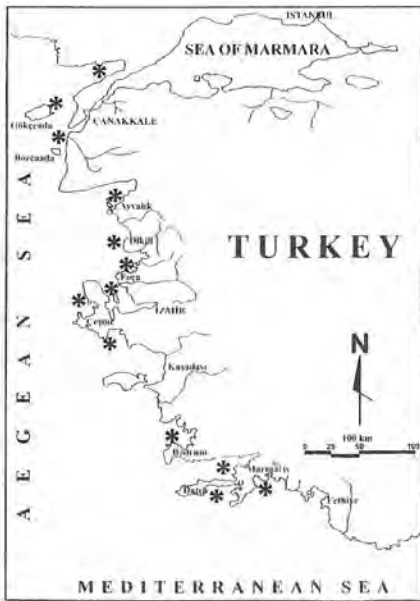 ISTANBUL
SEA OF MARMARA
ÇANAKKALE
Gökçeada
Bozcaada
Ayvalık
Dikili
Foça
İZMİR
Çeşme
Kuşadası
Bodrum
Marmaris
Datça
Fethiye
AEGEAN SEA
TURKEY
N
100 km
MEDITERRANEAN SEA